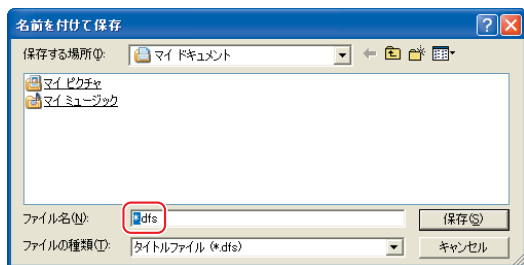 名前を付けて保存
保存する場所(I): マイ ドキュメント
マイ ピクチャ
マイ ミュージック
ファイル名(N): *.dfs 保存(S)
ファイルの種類(T): タイトルファイル (*.dfs) キャンセル